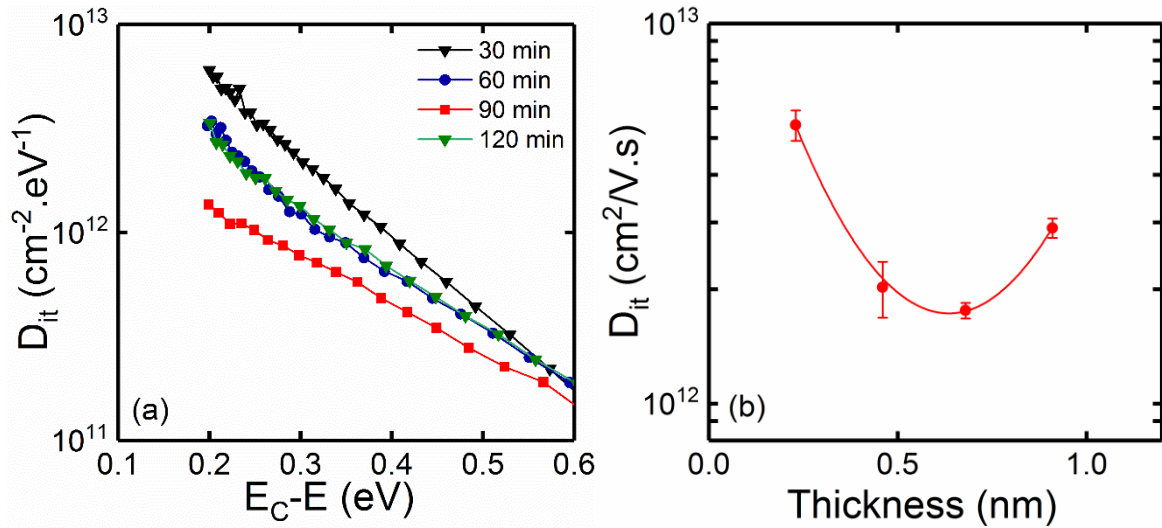 10^13
30 min
60 min
90 min
120 min
10^12
10^11
D_it (cm^-2.eV^-1)
(a)
0.1 0.2 0.3 0.4 0.5 0.6
E_C-E (eV)
10^13
10^12
D_it (cm^2/V.s)
(b)
0.0 0.5 1.0
Thickness (nm)